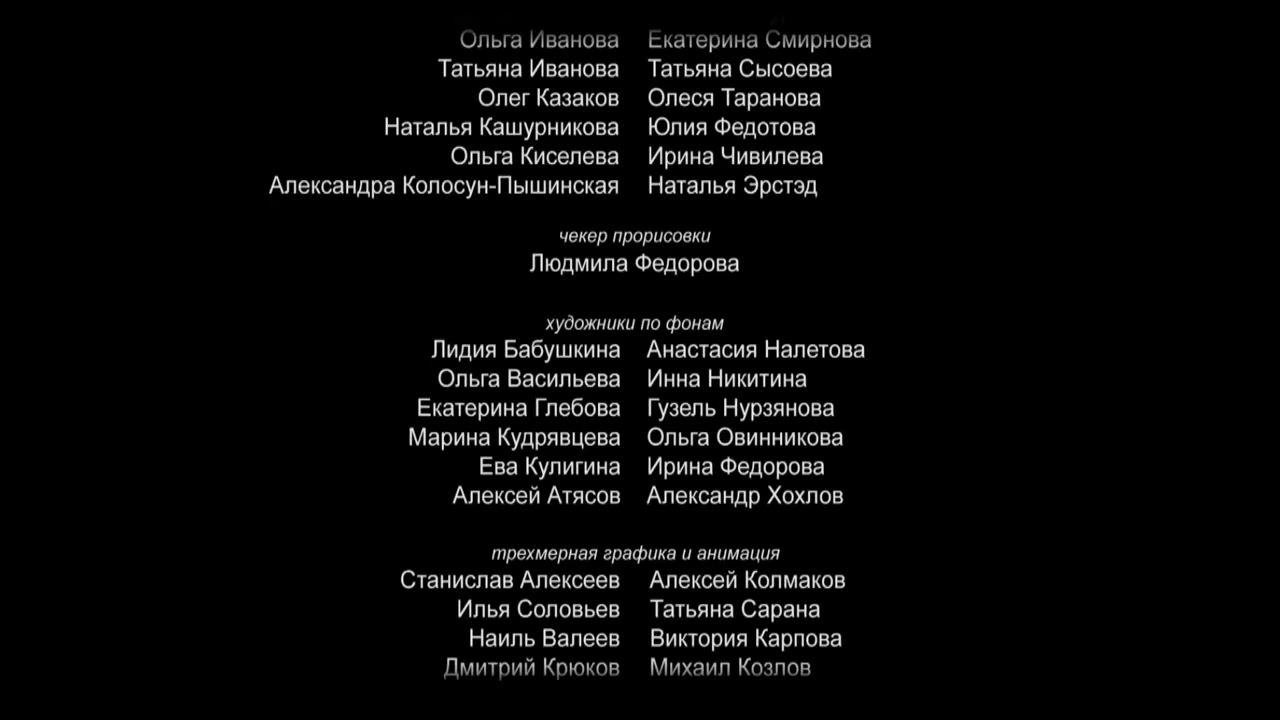 Ольга Иванова Екатерина Смирнова
Татьяна Иванова Татьяна Сысоева
Олег Казаков Олеся Таранова
Наталья Кашурникова Юлия Федотова
Ольга Киселева Ирина Чивилева
Александра Колосун-Пышинская Наталья Эрстэд
чекер прорисовки
Людмила Федорова
художники по фонам
Лидия Бабушкина Анастасия Налетова
Ольга Васильева Инна Никитина
Екатерина Глебова Гузель Нурзянова
Марина Кудрявцева Ольга Овинникова
Ева Кулигина Ирина Федорова
Алексей Атясов Александр Хохлов
трехмерная графика и анимация
Станислав Алексеев Алексей Колмаков
Илья Соловьев Татьяна Сарана
Наиль Валеев Виктория Карпова
Дмитрий Крюков Михаил Козлов